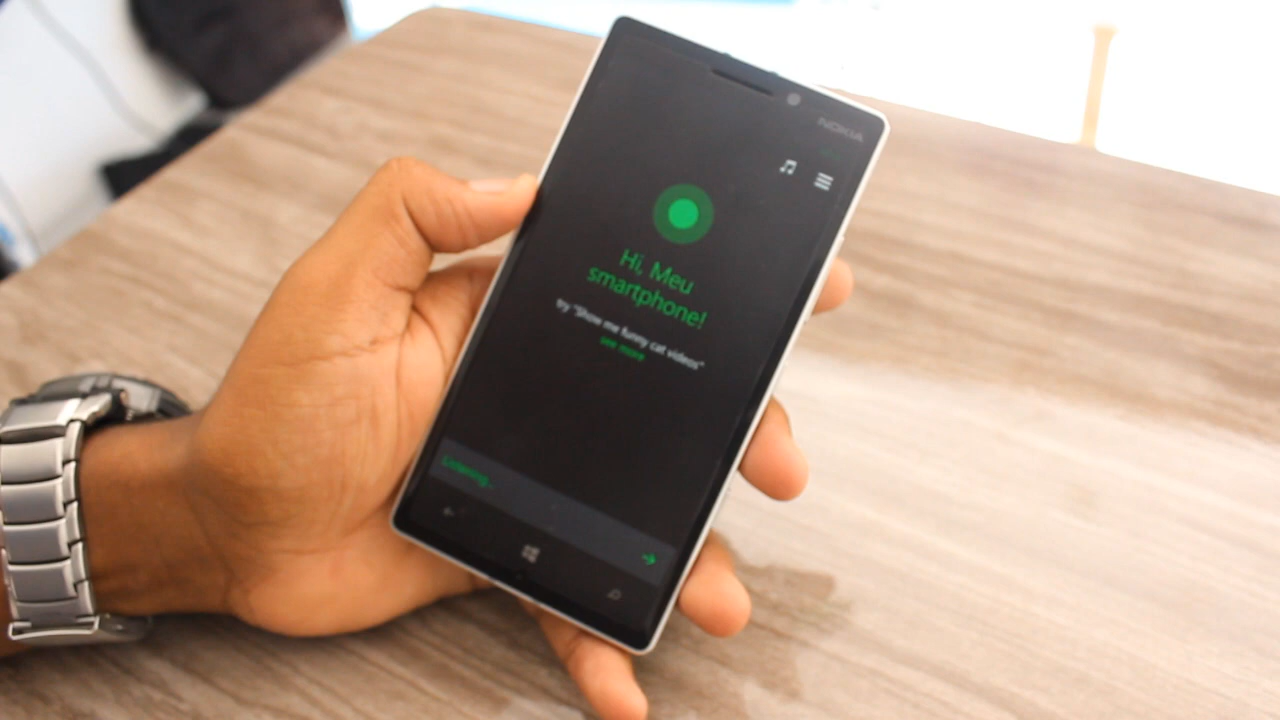 NOKIA
Hi, Meu
smartphone!
try "Show me funny cat videos"
see more
Listening...